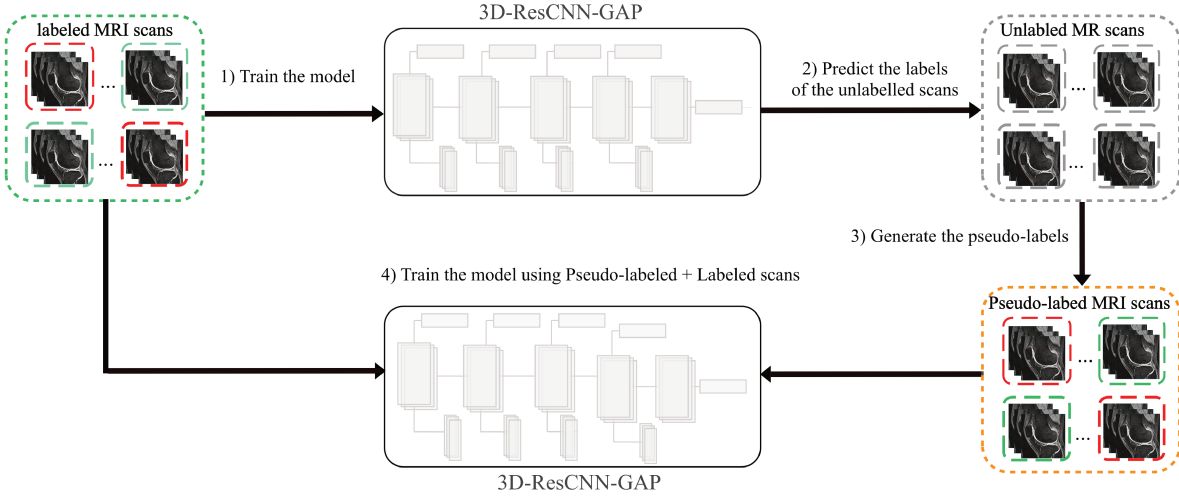 3D-ResCNN-GAP
labeled MRI scans
1) Train the model
2) Predict the labels
of the unlabelled scans
Unlabled MR scans
...
...
...
...
3) Generate the pseudo-labels
4) Train the model using Pseudo-labeled + Labeled scans
Pseudo-labed MRI scans
...
...
3D-ResCNN-GAP